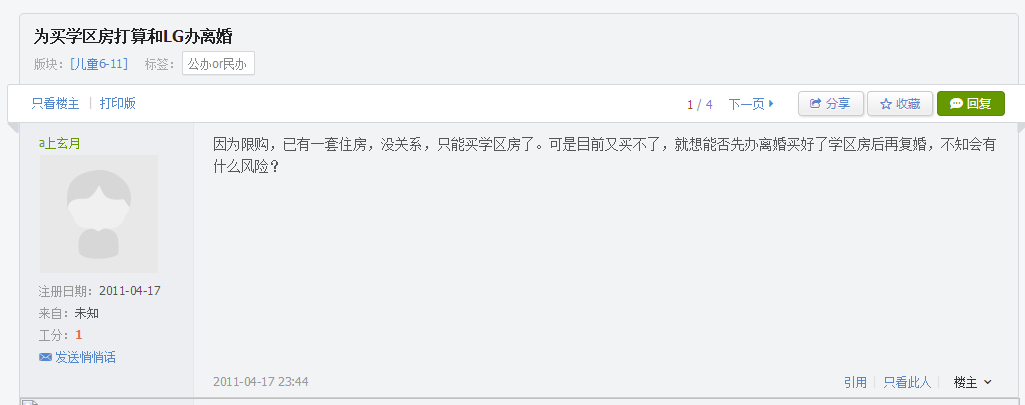 为买学区房打算和LG办离婚
版块：[儿童6-11] 标签： 公办or民办
只看楼主 | 打印版 1 / 4 下一页 分享 收藏 回复
a上玄月
因为限购，已有一套住房，没关系，只能买学区房了。可是目前又买不了，就想能否先办离婚买好了学区房后再复婚，不知会有
什么风险？
注册日期：2011-04-17
来自：未知
工分：1
发送悄悄话
2011-04-17 23:44 引用 | 只看此人 | 楼主